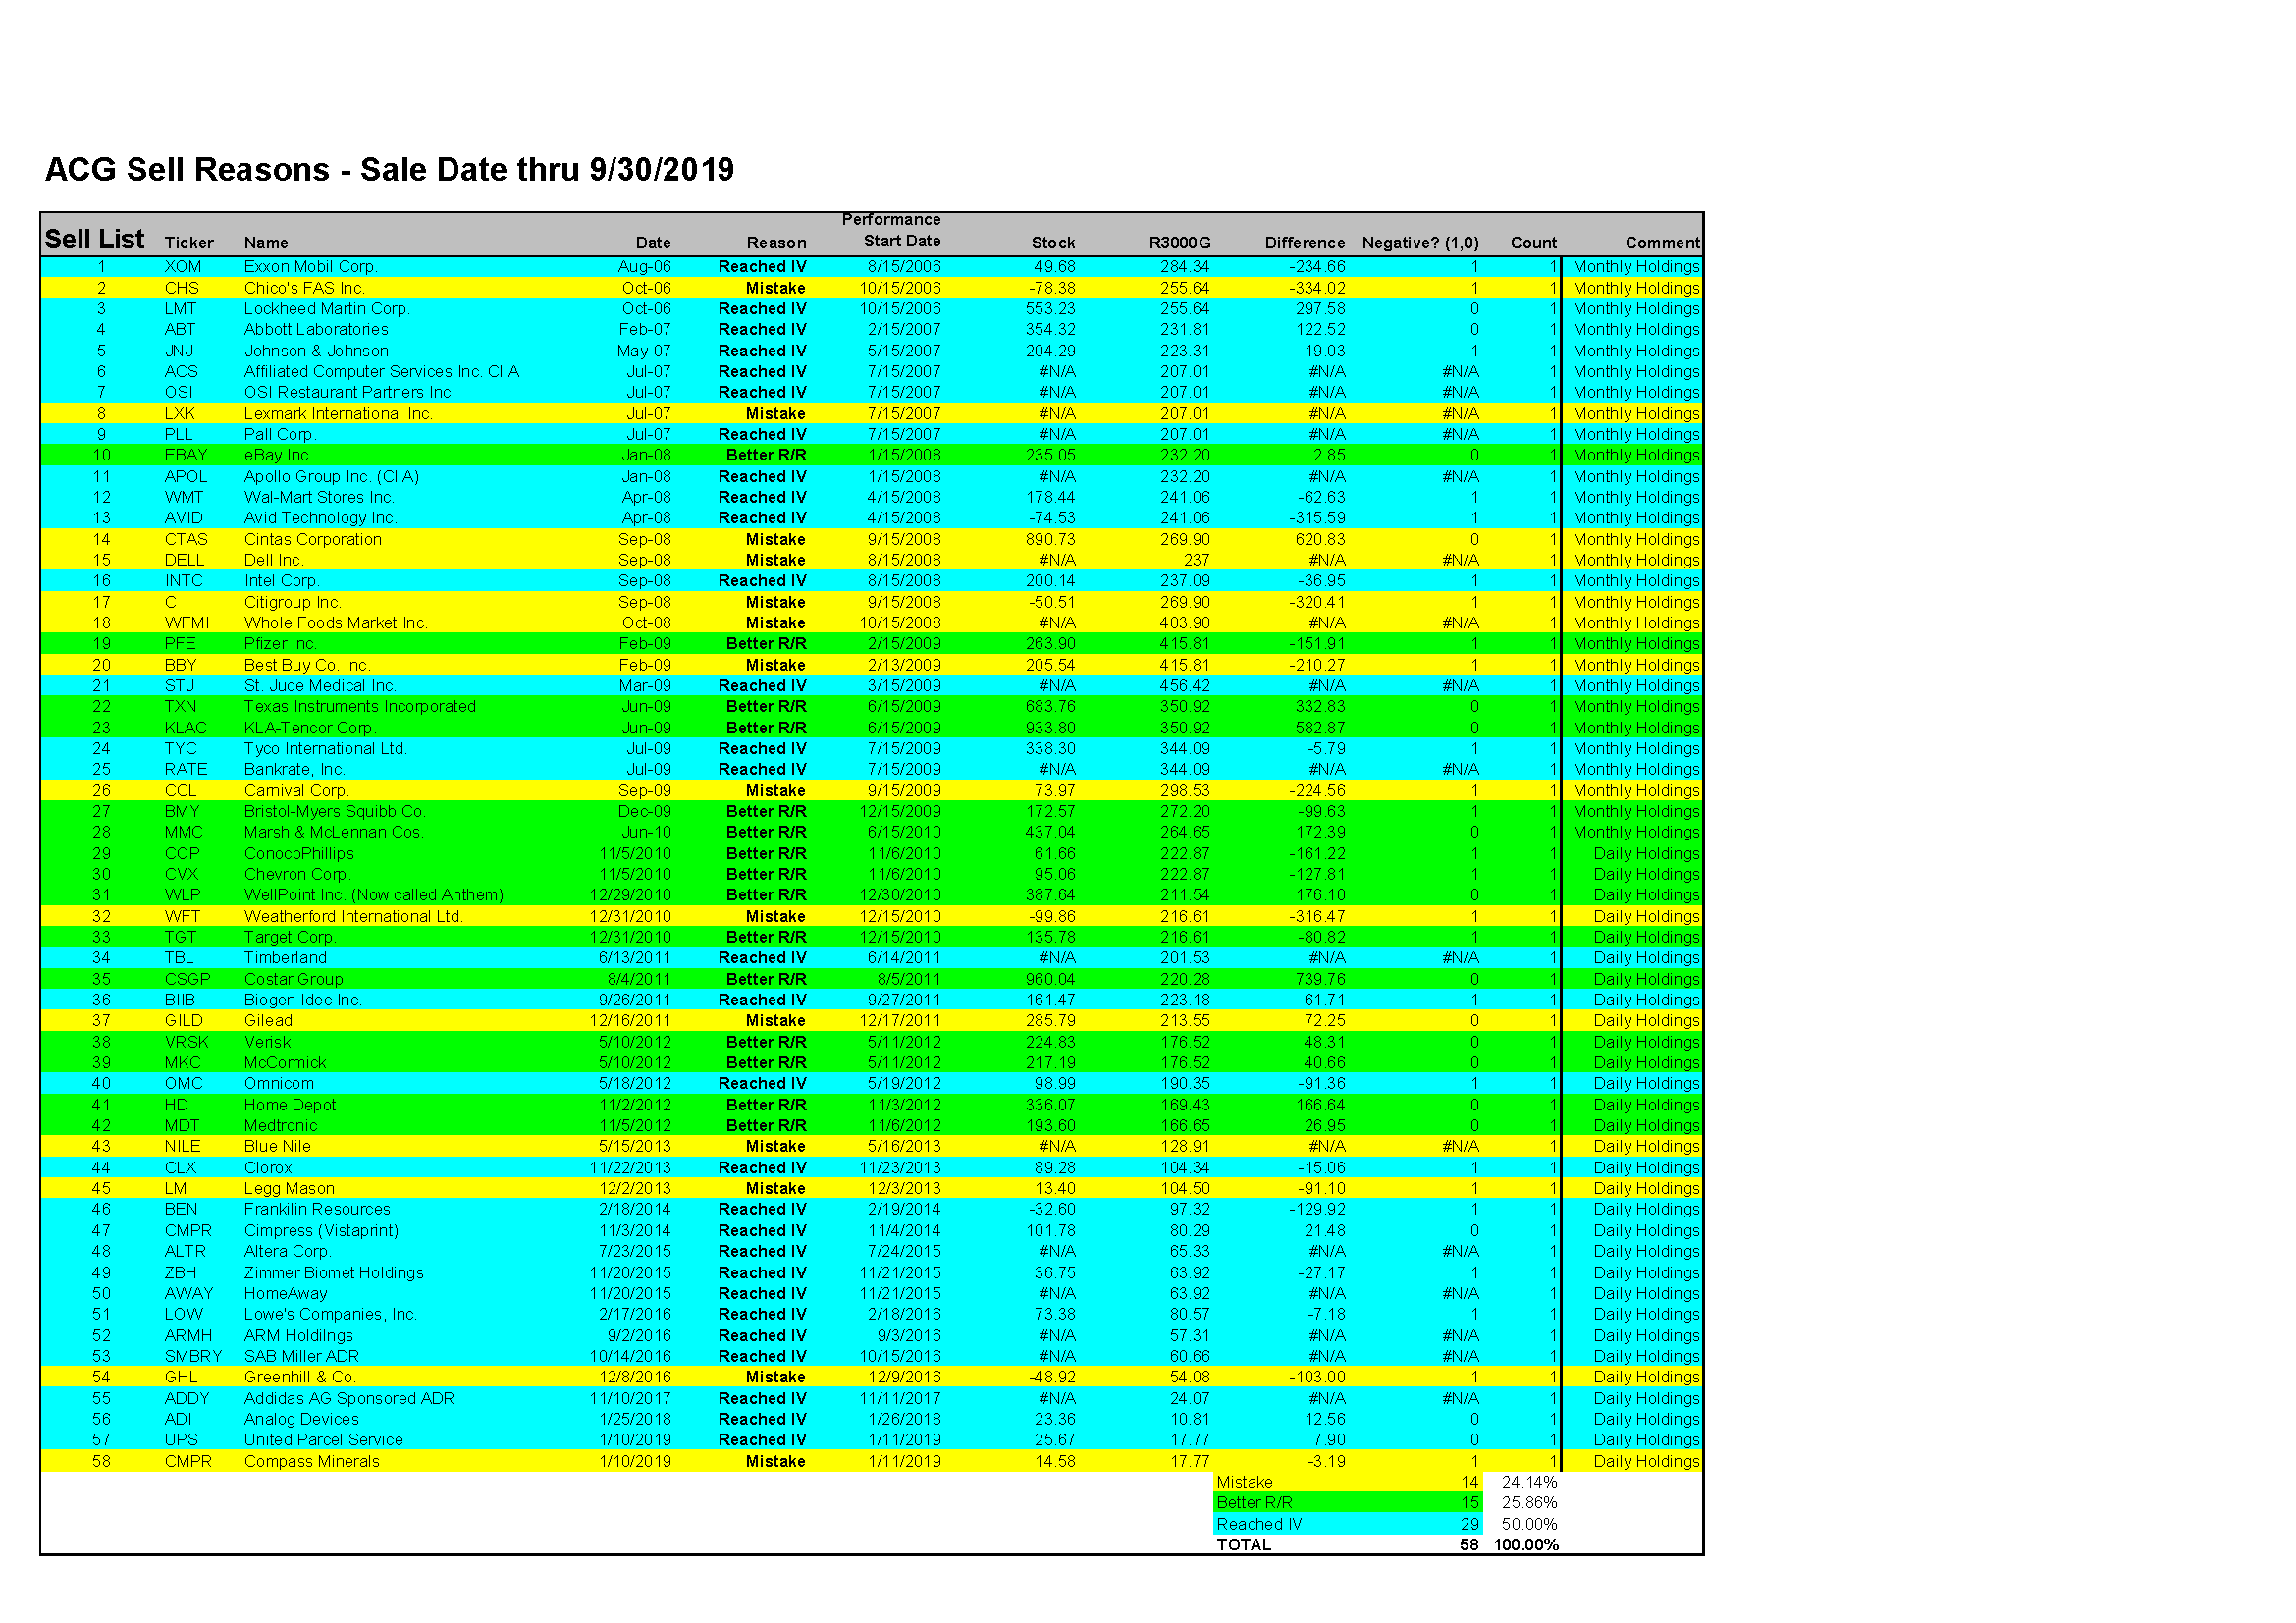 ACG Sell Reasons - Sale Date thru 9/30/2019
Performance
Sell List Ticker Name Date Reason Start Date Stock R3000G Difference Negative? (1,0) Count Comment
1 XOM Exxon Mobil Corp. Aug-06 Reached IV 8/15/2006 49.68 284.34 -234.66 1 1 Monthly Holdings
2 CHS Chico's FAS Inc. Oct-06 Mistake 10/15/2006 -78.38 255.64 -334.02 1 1 Monthly Holdings
3 LMT Lockheed Martin Corp. Oct-06 Reached IV 10/15/2006 553.23 255.64 297.58 0 1 Monthly Holdings
4 ABT Abbott Laboratories Feb-07 Reached IV 2/15/2007 354.32 231.81 122.52 0 1 Monthly Holdings
5 JNJ Johnson & Johnson May-07 Reached IV 5/15/2007 204.29 223.31 -19.03 1 1 Monthly Holdings
6 ACS Affiliated Computer Services Inc. Cl A Jul-07 Reached IV 7/15/2007 #N/A 207.01 #N/A #N/A 1 Monthly Holdings
7 OSI OSI Restaurant Partners Inc. Jul-07 Reached IV 7/15/2007 #N/A 207.01 #N/A #N/A 1 Monthly Holdings
8 LXK Lexmark International Inc. Jul-07 Mistake 7/15/2007 #N/A 207.01 #N/A #N/A 1 Monthly Holdings
9 PLL Pall Corp. Jul-07 Reached IV 7/15/2007 #N/A 207.01 #N/A #N/A 1 Monthly Holdings
10 EBAY eBay Inc. Jan-08 Better R/R 1/15/2008 235.05 232.20 2.85 0 1 Monthly Holdings
11 APOL Apollo Group Inc. (Cl A) Jan-08 Reached IV 1/15/2008 #N/A 232.20 #N/A #N/A 1 Monthly Holdings
12 WMT Wal-Mart Stores Inc. Apr-08 Reached IV 4/15/2008 178.44 241.06 -62.63 1 1 Monthly Holdings
13 AVID Avid Technology Inc. Apr-08 Reached IV 4/15/2008 -74.53 241.06 -315.59 1 1 Monthly Holdings
14 CTAS Cintas Corporation Sep-08 Mistake 9/15/2008 890.73 269.90 620.83 0 1 Monthly Holdings
15 DELL Dell Inc. Sep-08 Mistake 8/15/2008 #N/A 237 #N/A #N/A 1 Monthly Holdings
16 INTC Intel Corp. Sep-08 Reached IV 8/15/2008 200.14 237.09 -36.95 1 1 Monthly Holdings
17 C Citigroup Inc. Sep-08 Mistake 9/15/2008 -50.51 269.90 -320.41 1 1 Monthly Holdings
18 WFMI Whole Foods Market Inc. Oct-08 Mistake 10/15/2008 #N/A 403.90 #N/A #N/A 1 Monthly Holdings
19 PFE Pfizer Inc. Feb-09 Better R/R 2/15/2009 263.90 415.81 -151.91 1 1 Monthly Holdings
20 BBY Best Buy Co. Inc. Feb-09 Mistake 2/13/2009 205.54 415.81 -210.27 1 1 Monthly Holdings
21 STJ St. Jude Medical Inc. Mar-09 Reached IV 3/15/2009 #N/A 456.42 #N/A #N/A 1 Monthly Holdings
22 TXN Texas Instruments Incorporated Jun-09 Better R/R 6/15/2009 683.76 350.92 332.83 0 1 Monthly Holdings
23 KLAC KLA-Tencor Corp. Jun-09 Better R/R 6/15/2009 933.80 350.92 582.87 0 1 Monthly Holdings
24 TYC Tyco International Ltd. Jul-09 Reached IV 7/15/2009 338.30 344.09 -5.79 1 1 Monthly Holdings
25 RATE Bankrate, Inc. Jul-09 Reached IV 7/15/2009 #N/A 344.09 #N/A #N/A 1 Monthly Holdings
26 CCL Carnival Corp. Sep-09 Mistake 9/15/2009 73.97 298.53 -224.56 1 1 Monthly Holdings
27 BMY Bristol-Myers Squibb Co. Dec-09 Better R/R 12/15/2009 172.57 272.20 -99.63 1 1 Monthly Holdings
28 MMC Marsh & McLennan Cos. Jun-10 Better R/R 6/15/2010 437.04 264.65 172.39 0 1 Monthly Holdings
29 COP ConocoPhillips 11/5/2010 Better R/R 11/6/2010 61.66 222.87 -161.22 1 1 Daily Holdings
30 CVX Chevron Corp. 11/5/2010 Better R/R 11/6/2010 95.06 222.87 -127.81 1 1 Daily Holdings
31 WLP WellPoint Inc. (Now called Anthem) 12/29/2010 Better R/R 12/30/2010 387.64 211.54 176.10 0 1 Daily Holdings
32 WFT Weatherford International Ltd. 12/31/2010 Mistake 12/15/2010 -99.86 216.61 -316.47 1 1 Daily Holdings
33 TGT Target Corp. 12/31/2010 Better R/R 12/15/2010 135.78 216.61 -80.82 1 1 Daily Holdings
34 TBL Timberland 6/13/2011 Reached IV 6/14/2011 #N/A 201.53 #N/A #N/A 1 Daily Holdings
35 CSGP Costar Group 8/4/2011 Better R/R 8/5/2011 960.04 220.28 739.76 0 1 Daily Holdings
36 BIIB Biogen Idec Inc. 9/26/2011 Reached IV 9/27/2011 161.47 223.18 -61.71 1 1 Daily Holdings
37 GILD Gilead 12/16/2011 Mistake 12/17/2011 285.79 213.55 72.25 0 1 Daily Holdings
38 VRSK Verisk 5/10/2012 Better R/R 5/11/2012 224.83 176.52 48.31 0 1 Daily Holdings
39 MKC McCormick 5/10/2012 Better R/R 5/11/2012 217.19 176.52 40.66 0 1 Daily Holdings
40 OMC Omnicom 5/18/2012 Reached IV 5/19/2012 98.99 190.35 -91.36 1 1 Daily Holdings
41 HD Home Depot 11/2/2012 Better R/R 11/3/2012 336.07 169.43 166.64 0 1 Daily Holdings
42 MDT Medtronic 11/5/2012 Better R/R 11/6/2012 193.60 166.65 26.95 0 1 Daily Holdings
43 NILE Blue Nile 5/15/2013 Mistake 5/16/2013 #N/A 128.91 #N/A #N/A 1 Daily Holdings
44 CLX Clorox 11/22/2013 Reached IV 11/23/2013 89.28 104.34 -15.06 1 1 Daily Holdings
45 LM Legg Mason 12/2/2013 Mistake 12/3/2013 13.40 104.50 -91.10 1 1 Daily Holdings
46 BEN Frankilin Resources 2/18/2014 Reached IV 2/19/2014 -32.60 97.32 -129.92 1 1 Daily Holdings
47 CMPR Cimpress (Vistaprint) 11/3/2014 Reached IV 11/4/2014 101.78 80.29 21.48 0 1 Daily Holdings
48 ALTR Altera Corp. 7/23/2015 Reached IV 7/24/2015 #N/A 65.33 #N/A #N/A 1 Daily Holdings
49 ZBH Zimmer Biomet Holdings 11/20/2015 Reached IV 11/21/2015 36.75 63.92 -27.17 1 1 Daily Holdings
50 AWAY HomeAway 11/20/2015 Reached IV 11/21/2015 #N/A 63.92 #N/A #N/A 1 Daily Holdings
51 LOW Lowe's Companies, Inc. 2/17/2016 Reached IV 2/18/2016 73.38 80.57 -7.18 1 1 Daily Holdings
52 ARMH ARM Holdilngs 9/2/2016 Reached IV 9/3/2016 #N/A 57.31 #N/A #N/A 1 Daily Holdings
53 SMBRY SAB Miller ADR 10/14/2016 Reached IV 10/15/2016 #N/A 60.66 #N/A #N/A 1 Daily Holdings
54 GHL Greenhill & Co. 12/8/2016 Mistake 12/9/2016 -48.92 54.08 -103.00 1 1 Daily Holdings
55 ADDY Addidas AG Sponsored ADR 11/10/2017 Reached IV 11/11/2017 #N/A 24.07 #N/A #N/A 1 Daily Holdings
56 ADI Analog Devices 1/25/2018 Reached IV 1/26/2018 23.36 10.81 12.56 0 1 Daily Holdings
57 UPS United Parcel Service 1/10/2019 Reached IV 1/11/2019 25.67 17.77 7.90 0 1 Daily Holdings
58 CMPR Compass Minerals 1/10/2019 Mistake 1/11/2019 14.58 17.77 -3.19 1 1 Daily Holdings
Mistake 14 24.14%
Better R/R 15 25.86%
Reached IV 29 50.00%
TOTAL 58 100.00%